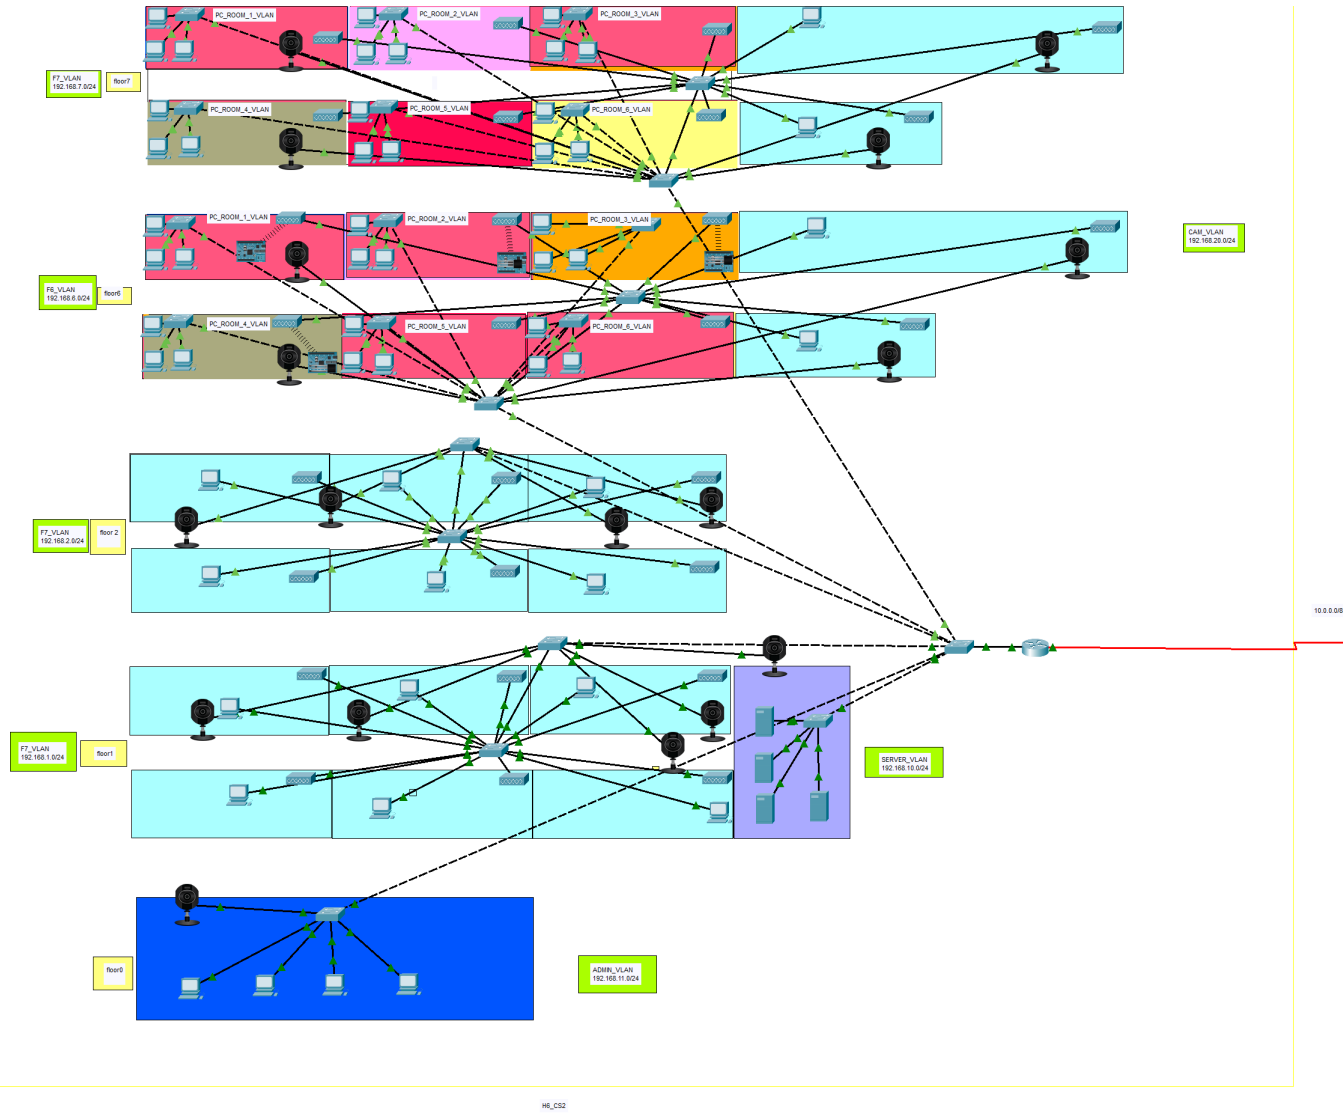 PC_ROOM_1_VLAN
PC_ROOM_2_VLAN
PC_ROOM_3_VLAN
F7_VLAN
192.168.7.0/24
floor7
PC_ROOM_4_VLAN
PC_ROOM_5_VLAN
PC_ROOM_6_VLAN
PC_ROOM_1_VLAN
PC_ROOM_2_VLAN
PC_ROOM_3_VLAN
CAM_VLAN
192.168.20.0/24
F6_VLAN
192.168.6.0/24
floor6
PC_ROOM_4_VLAN
PC_ROOM_5_VLAN
PC_ROOM_6_VLAN
F7_VLAN
192.168.2.0/24
floor 2
10.0.0.0/8
F7_VLAN
192.168.1.0/24
floor1
SERVER_VLAN
192.168.10.0/24
floor0
ADMIN_VLAN
192.168.11.0/24
H6_CS2